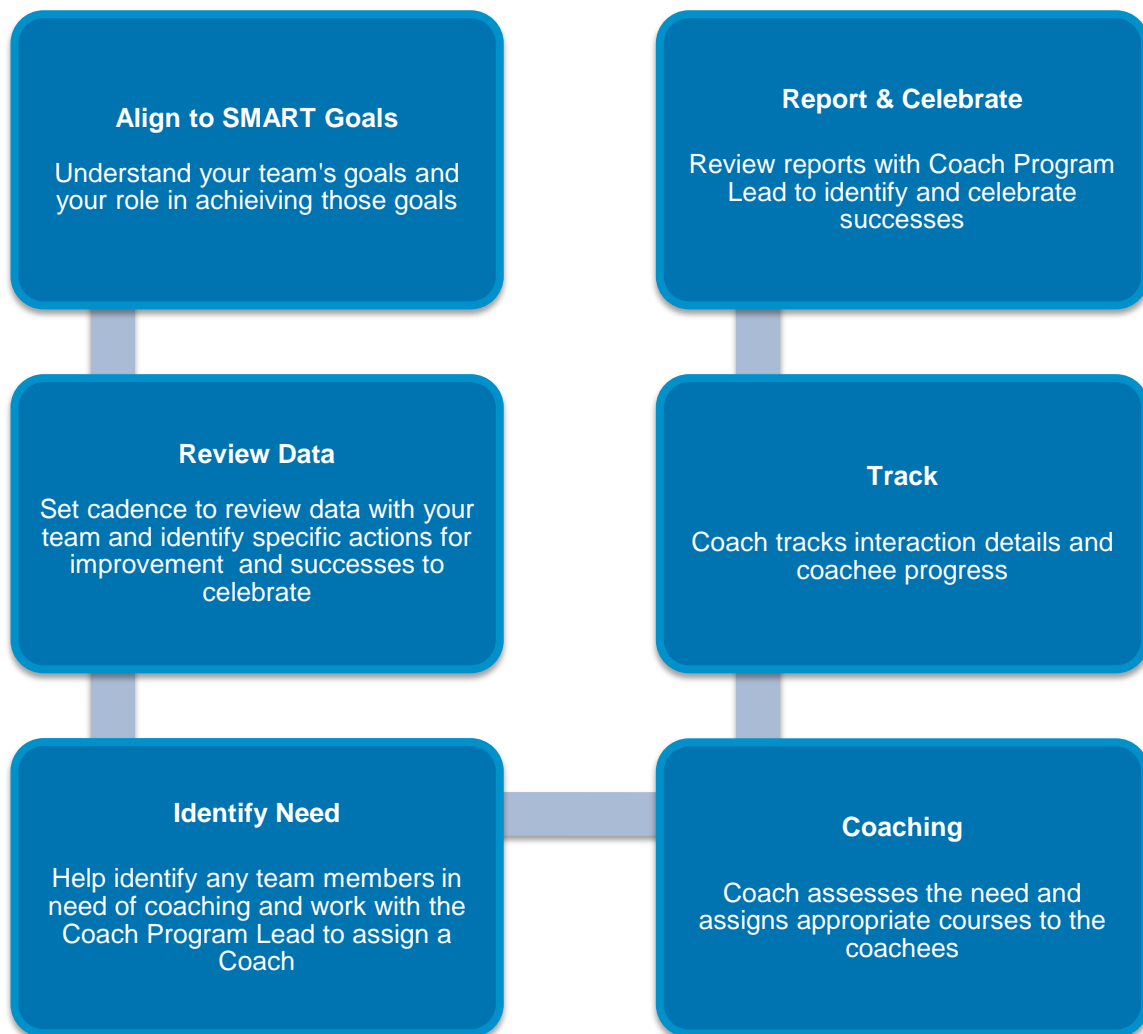 Align to SMART Goals
Understand your team's goals and
your role in achieiving those goals
Review Data
Set cadence to review data with your
team and identify specific actions for
improvement  and successes to
celebrate
Identify Need
Help identify any team members in
need of coaching and work with the
Coach Program Lead to assign a
Coach
Coaching
Coach assesses the need and
assigns appropriate courses to the
coachees
Track
Coach tracks interaction details and
coachee progress
Report & Celebrate
Review reports with Coach Program
Lead to identify and celebrate
successes